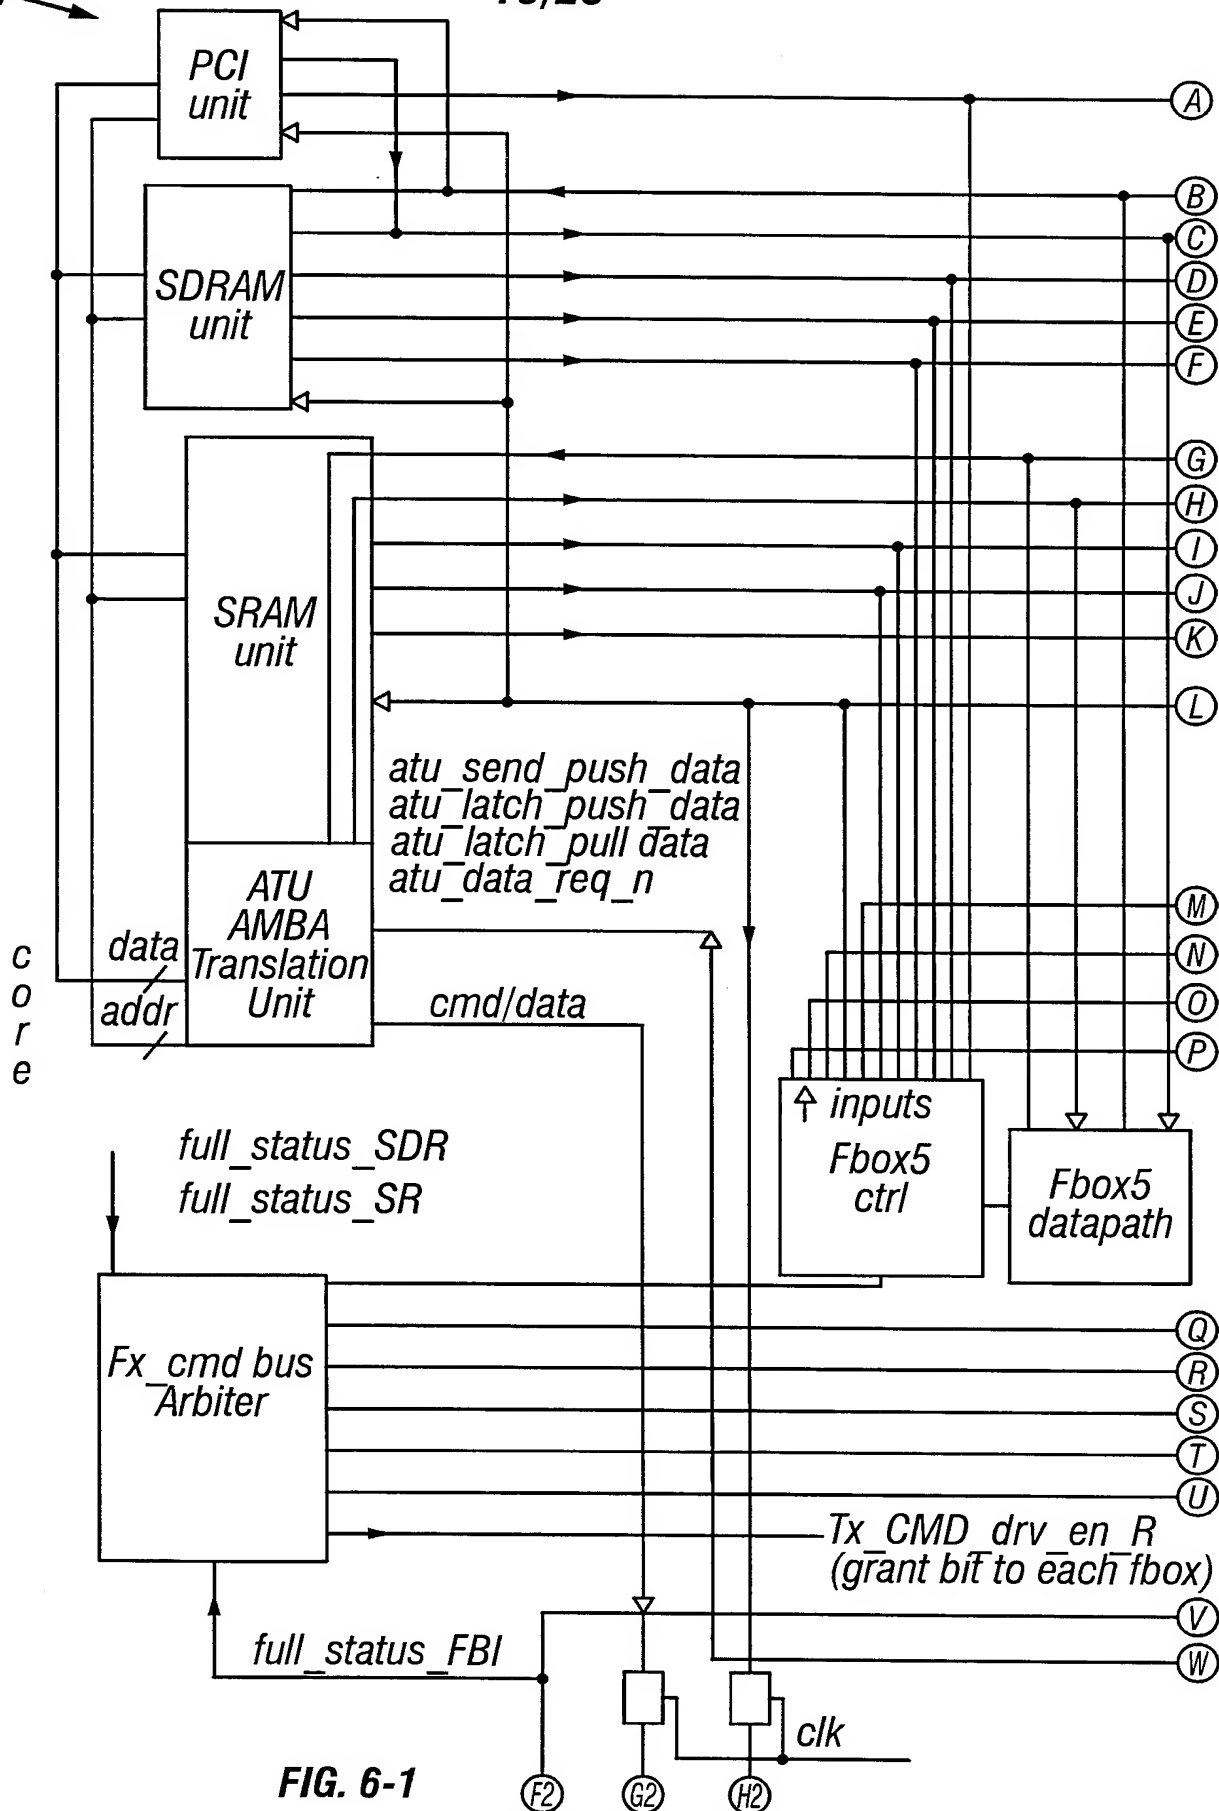 PCI
unit
A
B
C
SDRAM
unit
D
E
F
G
H
I
SRAM
unit
J
K
L
atu_send_push_data
atu_latch_push_data
atu_latch_pull data
atu_data_req_n
ATU
AMBA
Translation
Unit
data
addr
core
cmd/data
M
N
O
P
inputs
Fbox5
ctrl
Fbox5
datapath
full_status_SDR
full_status_SR
Fx_cmd bus
Arbiter
Q
R
S
T
U
Tx_CMD_drv_en_R
(grant bit to each fbox)
V
full_status_FBI
W
clk
FIG. 6-1
F2
G2
H2